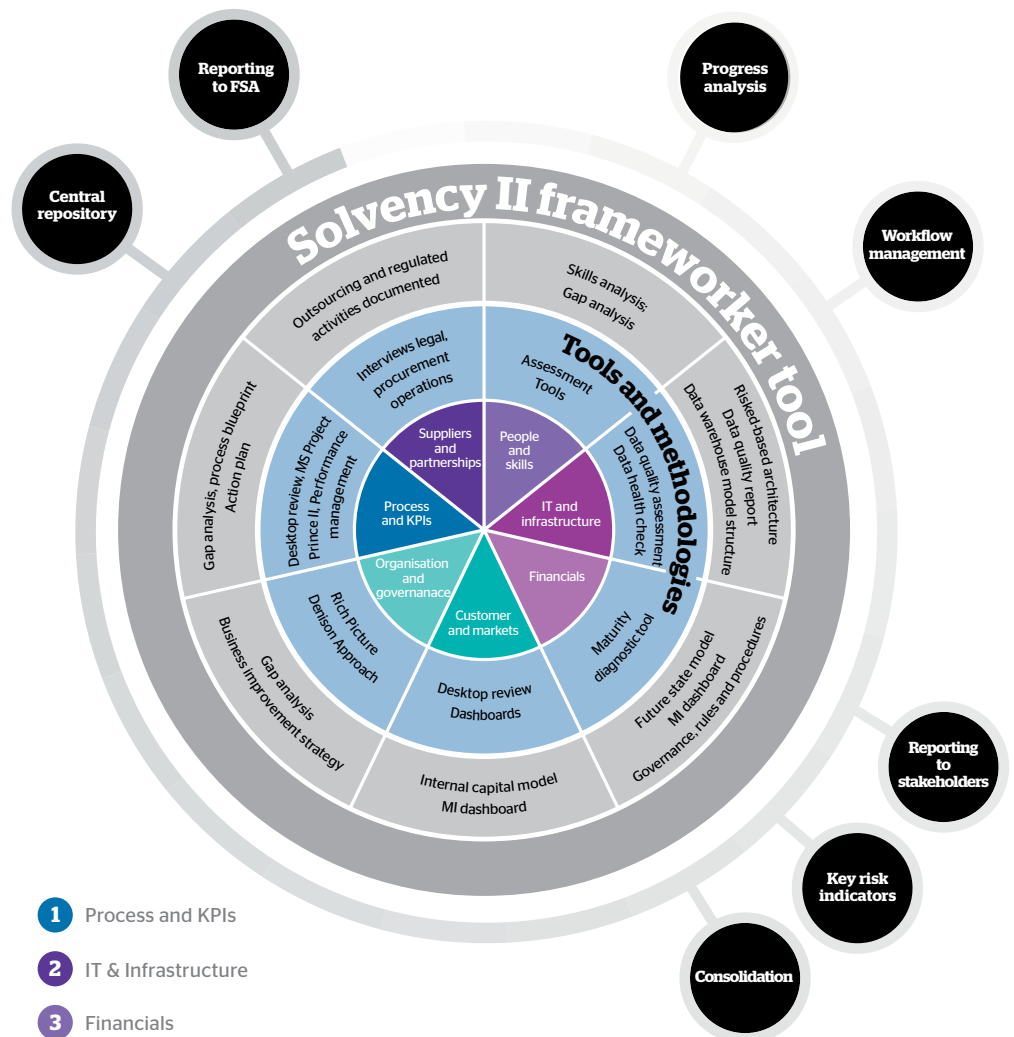 Reporting
to FSA
Progress
analysis
Central
repository
Workflow
management
Solvency II frameworker tool
Outsourcing and regulated
activities documented
Skills analysis;
Gap analysis
Risked-based architecture
Data quality report
Data warehouse model structure
Future state model
MI dashboard
Governance, rules and procedures
Internal capital model
MI dashboard
Gap analysis
Business improvement strategy
Gap analysis, process blueprint
Action plan
Tools and methodologies
Interviews legal,
procurement
operations
Assessment
Tools
Data quality assessment
Data health check
Maturity
diagnostic tool
Desktop review
Dashboards
Rich Picture
Denison Approach
Desktop review, MS Project
Prince II, Performance
management
Suppliers
and
partnerships
People
and
skills
IT and
infrastructure
Financials
Customer
and markets
Organisation
and
governanace
Process
and KPIs
Reporting
to
stakeholders
Key risk
indicators
Consolidation
1 Process and KPIs
2 IT & Infrastructure
3 Financials